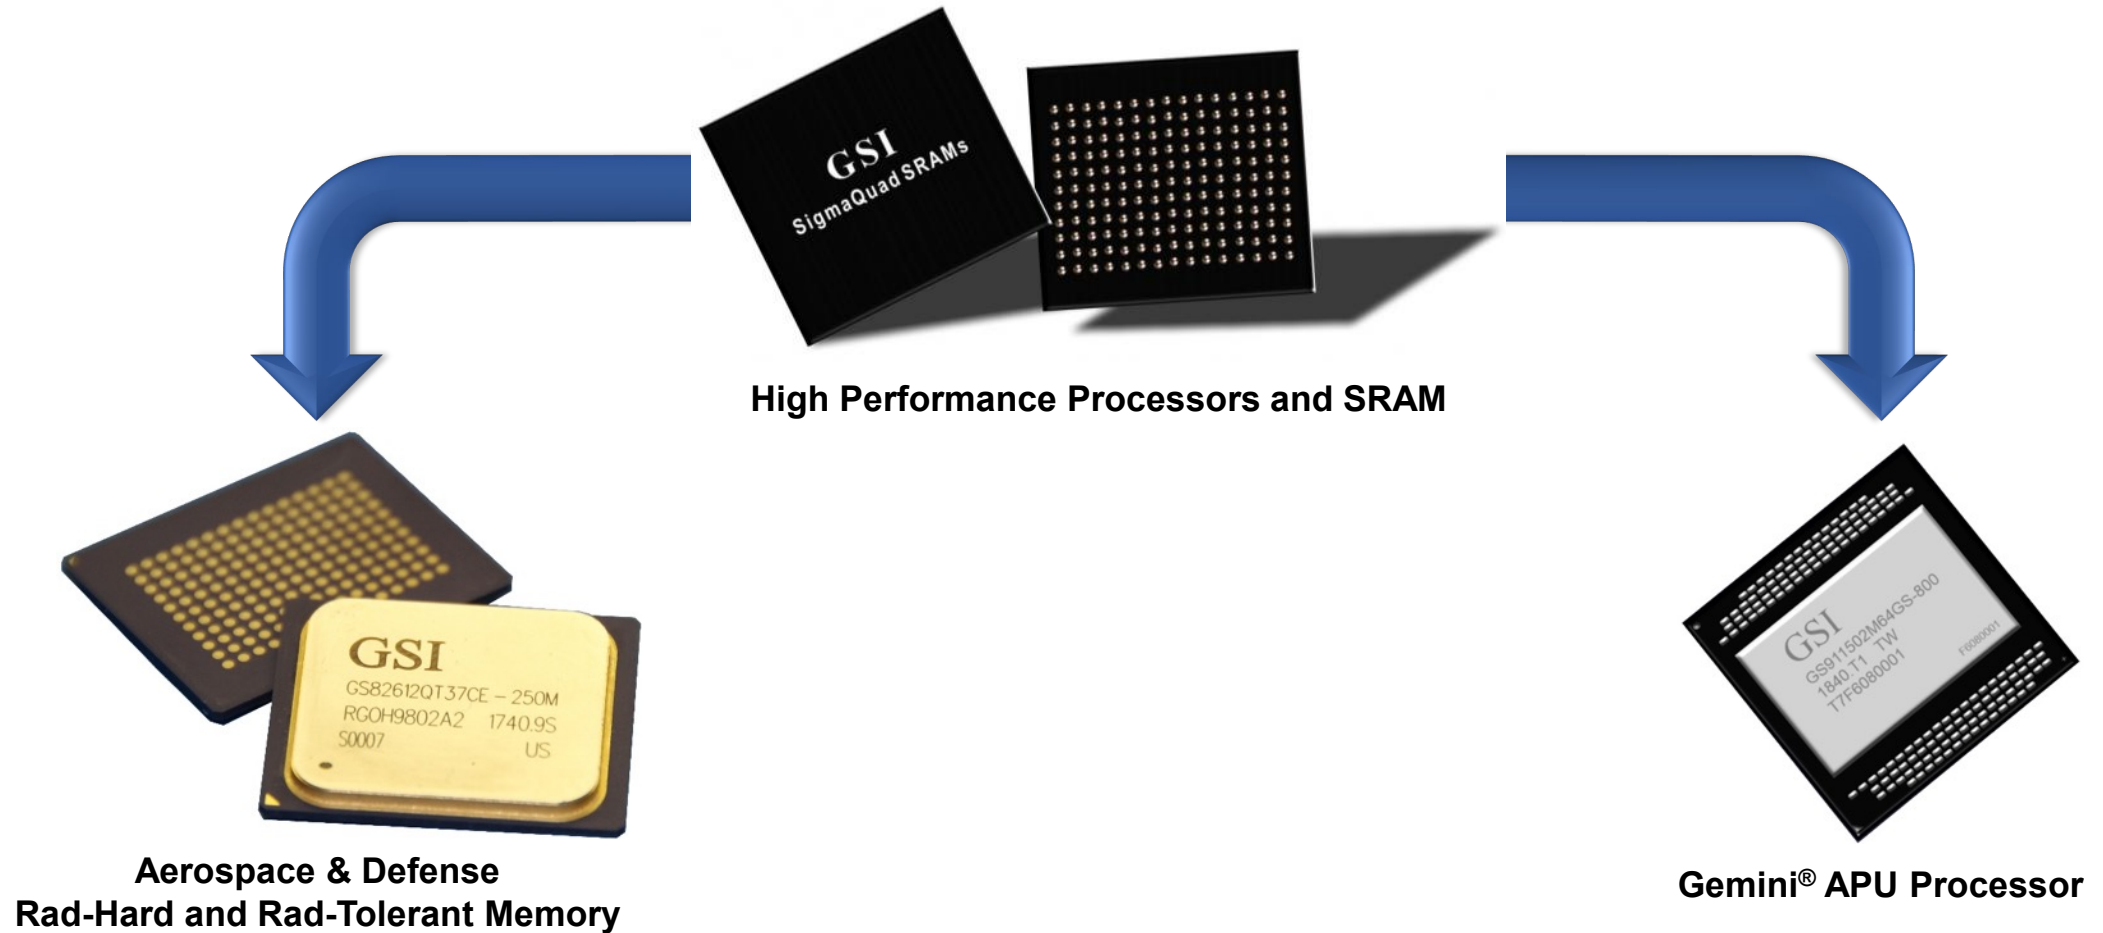 GSI
SigmaQuad SRAMs
High Performance Processors and SRAM
GSI
GS82612QT37CE – 250M
RGOH9802A2 1740.9S
S0007 US
Aerospace & Defense
Rad-Hard and Rad-Tolerant Memory
GSI
GS911502M64GS-800
1840.T1 TW
T7F6080001
F6080001
Gemini® APU Processor